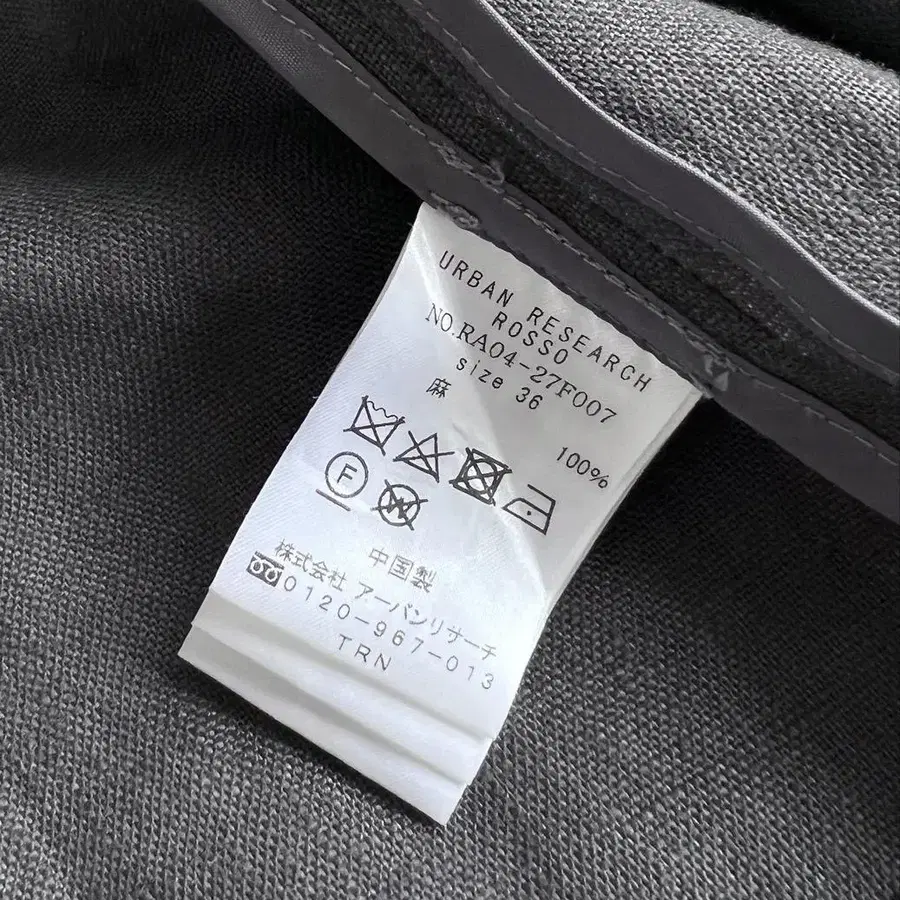 URBAN RESEARCH
ROSSO
NO.RA04-27F007
size 36
麻 100%
F W
中国製
株式会社 アーバンリサーチ
0120-967-013
TRN